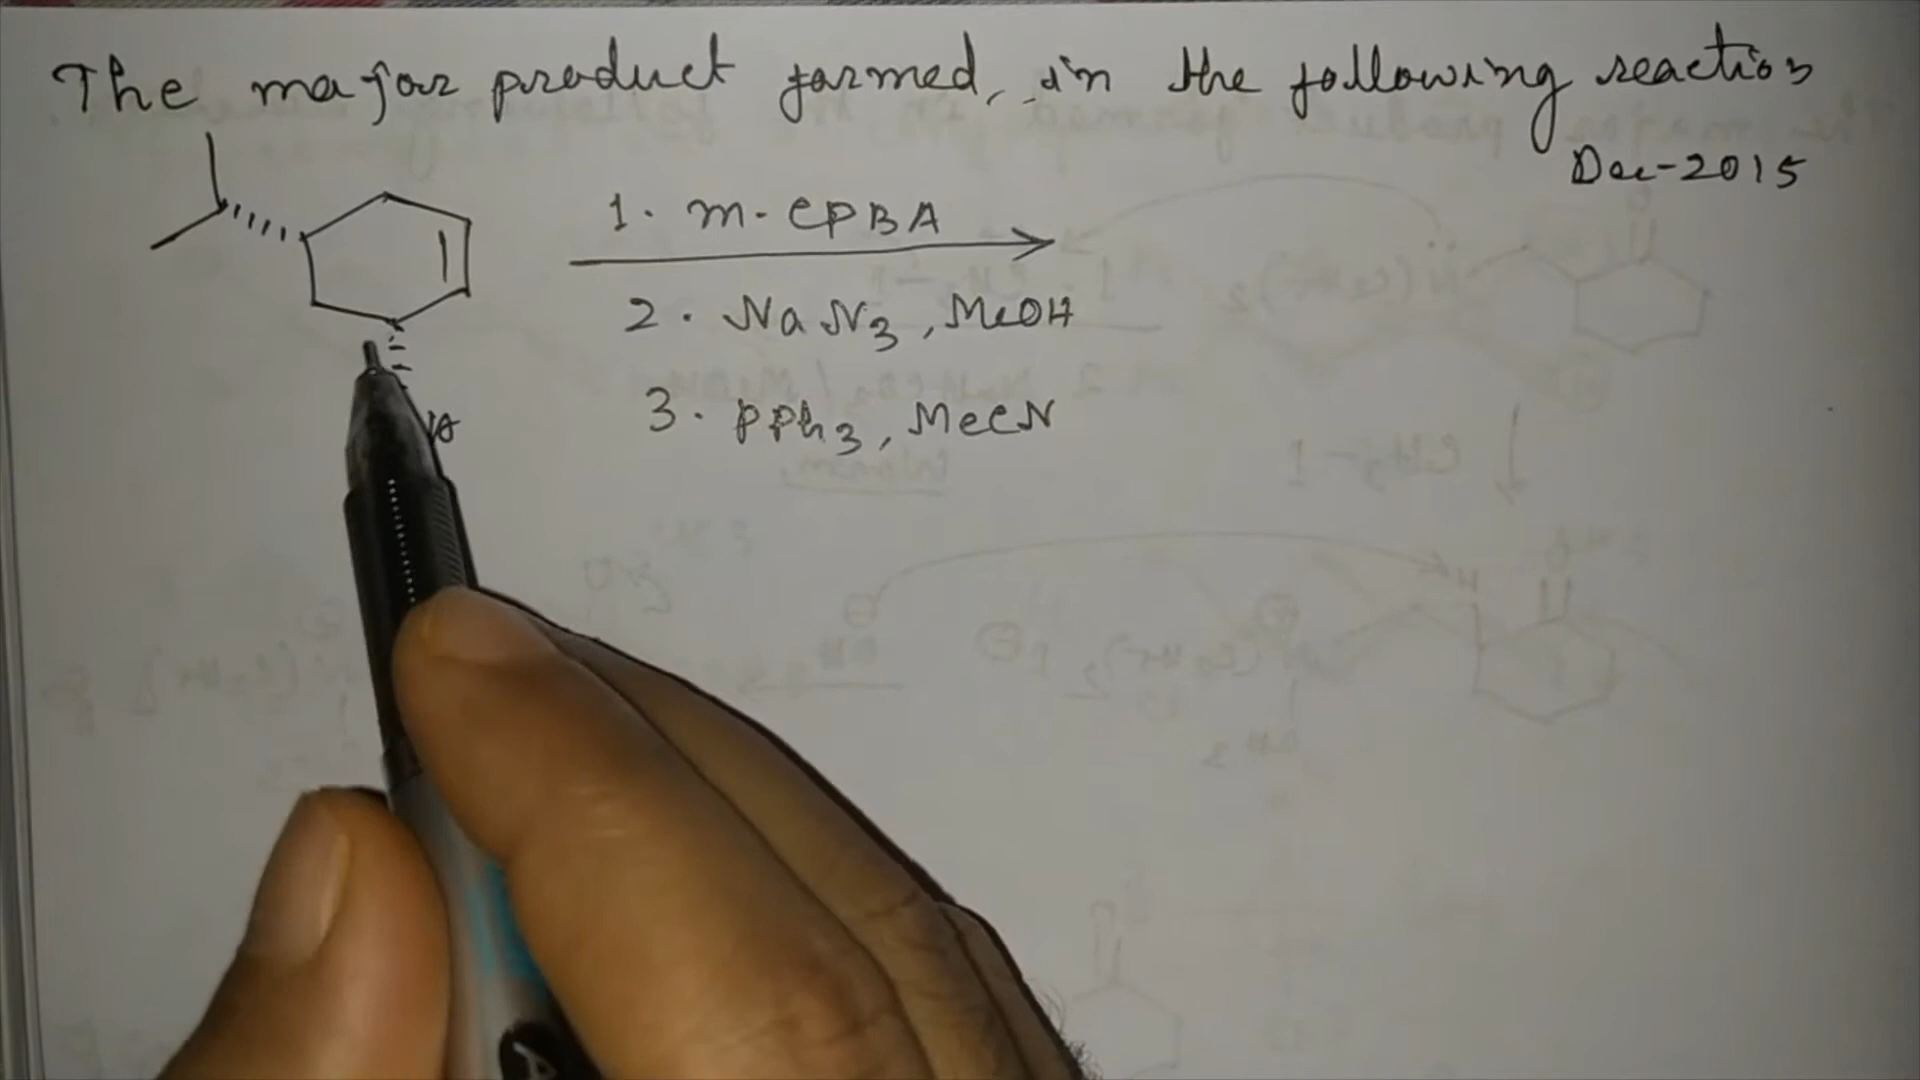 The major product formed, in the following reaction
Dec-2015
1. m-CPBA
2. NaN3, MeOH
3. PPh3, MeCN